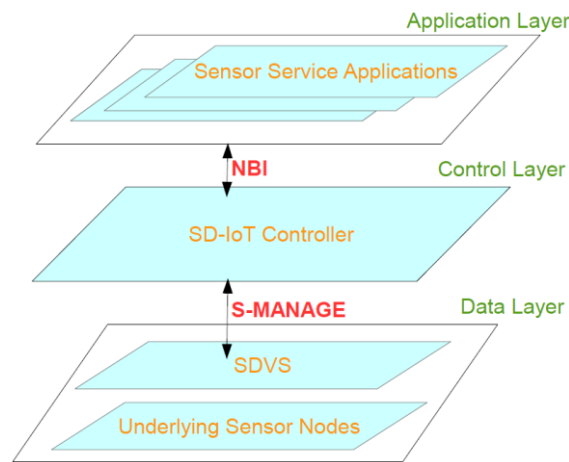 Application Layer
Sensor Service Applications
NBI
Control Layer
SD-IoT Controller
S-MANAGE
Data Layer
SDVS
Underlying Sensor Nodes